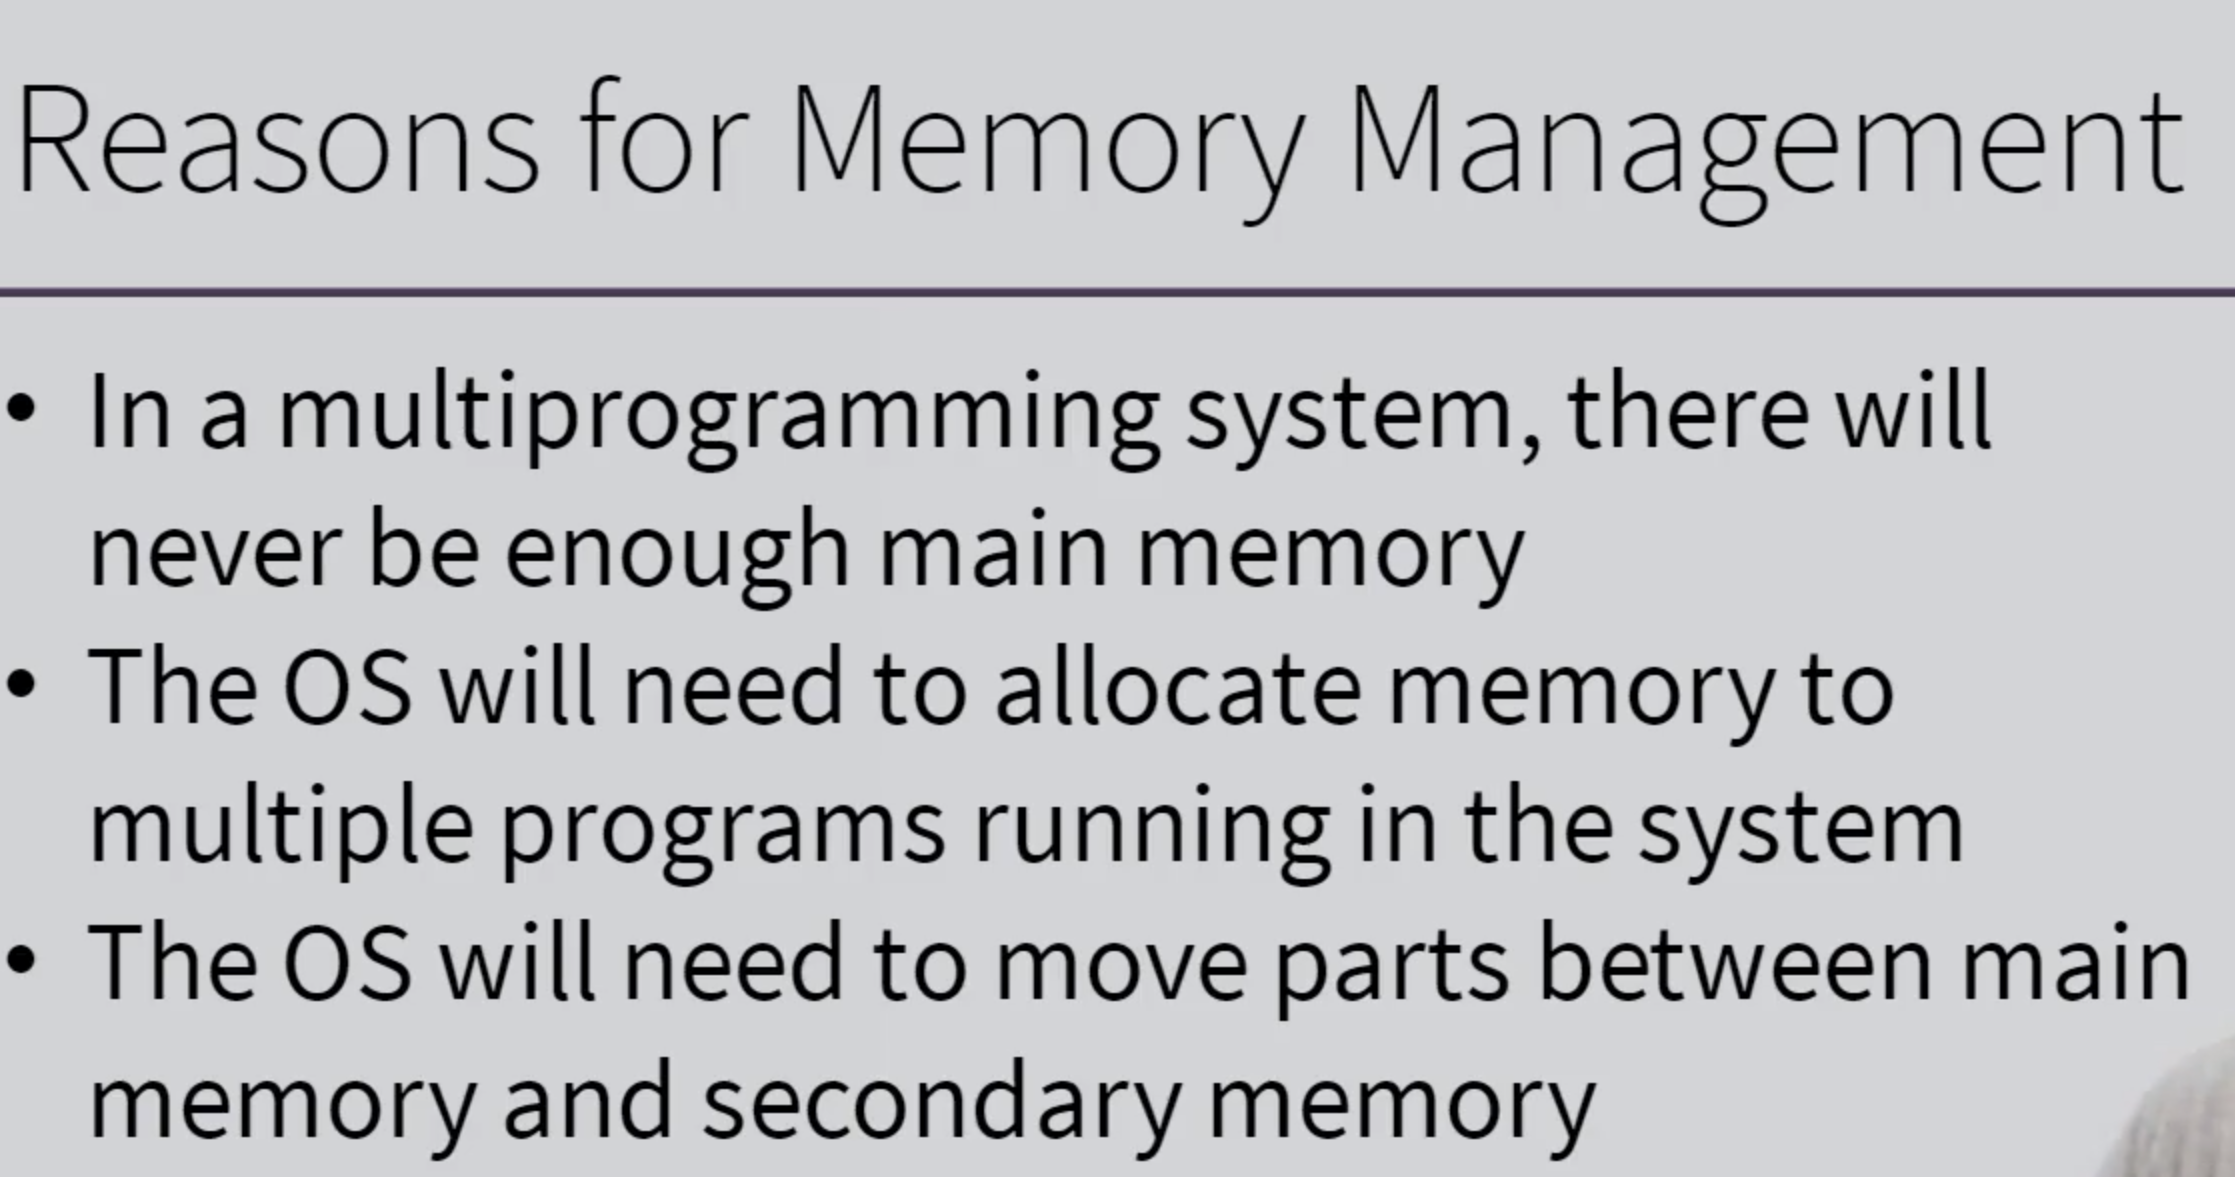 Reasons for Memory Management
• In a multiprogramming system, there will
never be enough main memory
• The OS will need to allocate memory to
multiple programs running in the system
• The OS will need to move parts between main
memory and secondary memory